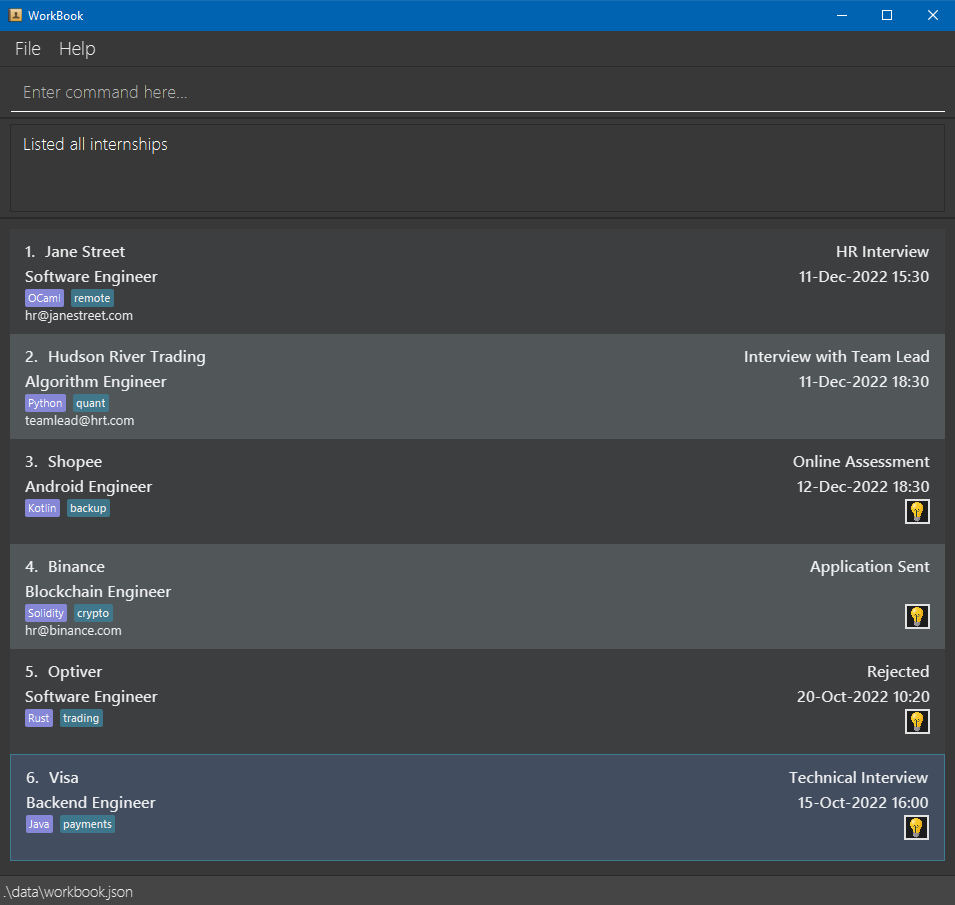 WorkBook
File Help
Enter command here...
Listed all internships
1. Jane Street HR Interview
Software Engineer 11-Dec-2022 15:30
OCaml remote
hr@janestreet.com
2. Hudson River Trading Interview with Team Lead
Algorithm Engineer 11-Dec-2022 18:30
Python quant
teamlead@hrt.com
3. Shopee Online Assessment
Android Engineer 12-Dec-2022 18:30
Kotlin backup
4. Binance Application Sent
Blockchain Engineer
Solidity crypto
hr@binance.com
5. Optiver Rejected
Software Engineer 20-Oct-2022 10:20
Rust trading
6. Visa Technical Interview
Backend Engineer 15-Oct-2022 16:00
Java payments
.\data\workbook.json